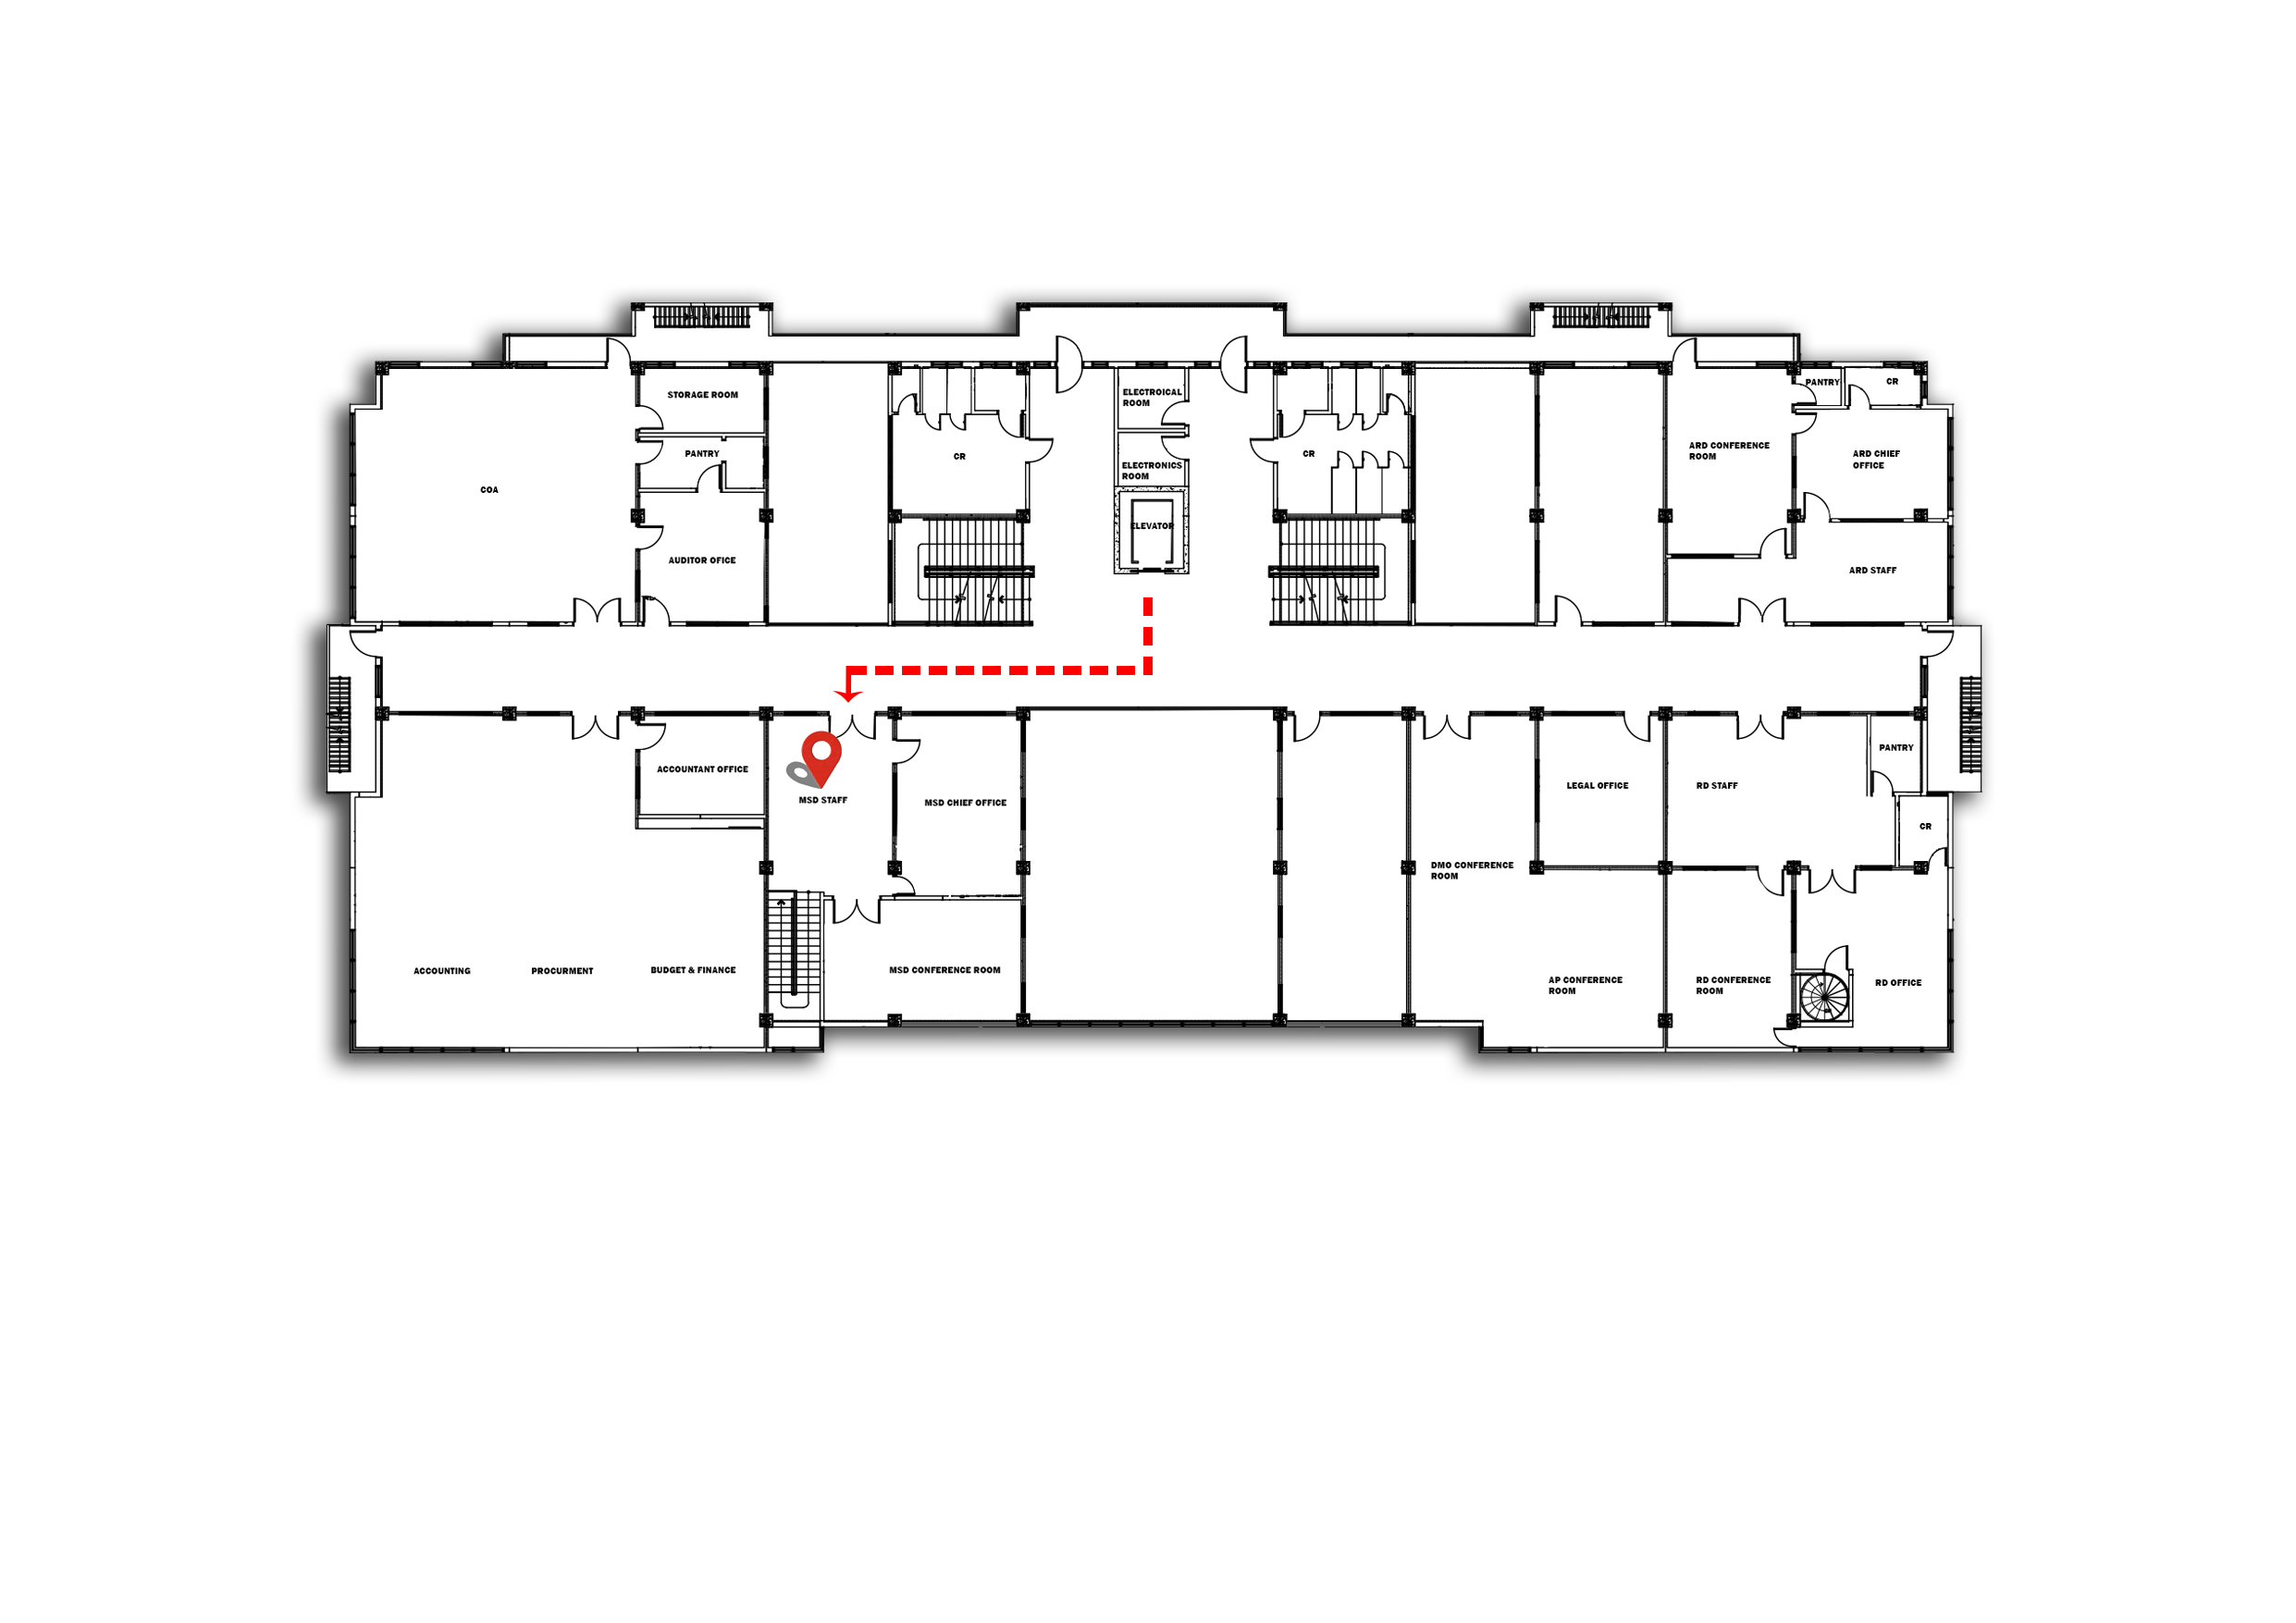 STORAGE ROOM
PANTRY
COA
AUDITOR OFICE
CR
ELECTROICAL
ROOM
ELECTRONICS
ROOM
ELEVATOR
CR
ARD CONFERENCE
ROOM
PANTRY
CR
ARD CHIEF
OFFICE
ARD STAFF
ACCOUNTANT OFFICE
MSD STAFF
MSD CHIEF OFFICE
LEGAL OFFICE
RD STAFF
PANTRY
CR
DMO CONFERENCE
ROOM
ACCOUNTING
PROCURMENT
BUDGET & FINANCE
MSD CONFERENCE ROOM
AP CONFERENCE
ROOM
RD CONFERENCE
ROOM
RD OFFICE